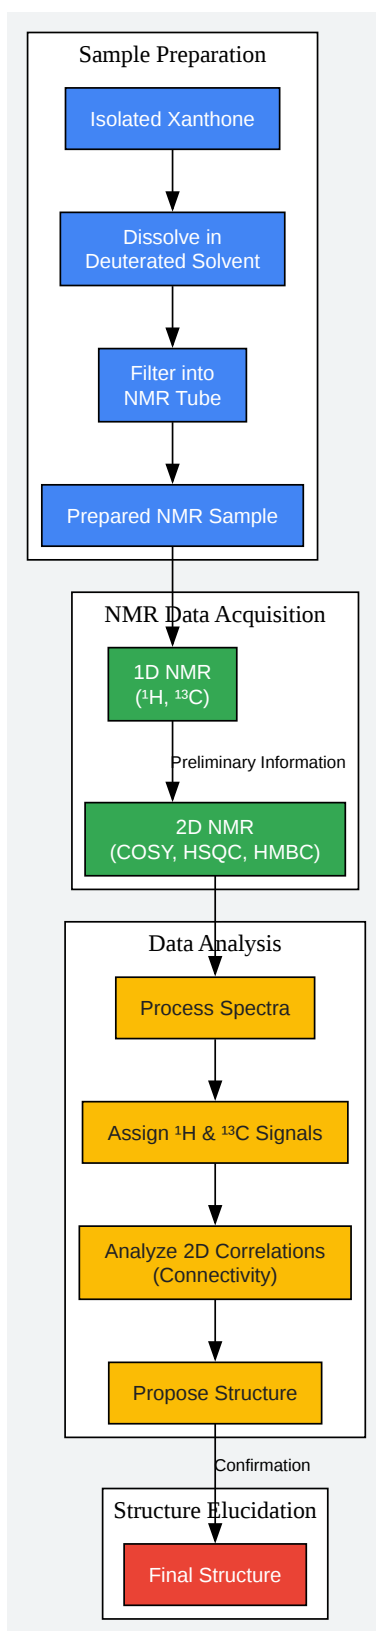 Sample Preparation
Isolated Xanthone
Dissolve in
Deuterated Solvent
Filter into
NMR Tube
Prepared NMR Sample
NMR Data Acquisition
1D NMR
(¹H, ¹³C)
Preliminary Information
2D NMR
(COSY, HSQC, HMBC)
Data Analysis
Process Spectra
Assign ¹H & ¹³C Signals
Analyze 2D Correlations
(Connectivity)
Propose Structure
Confirmation
Structure Elucidation
Final Structure